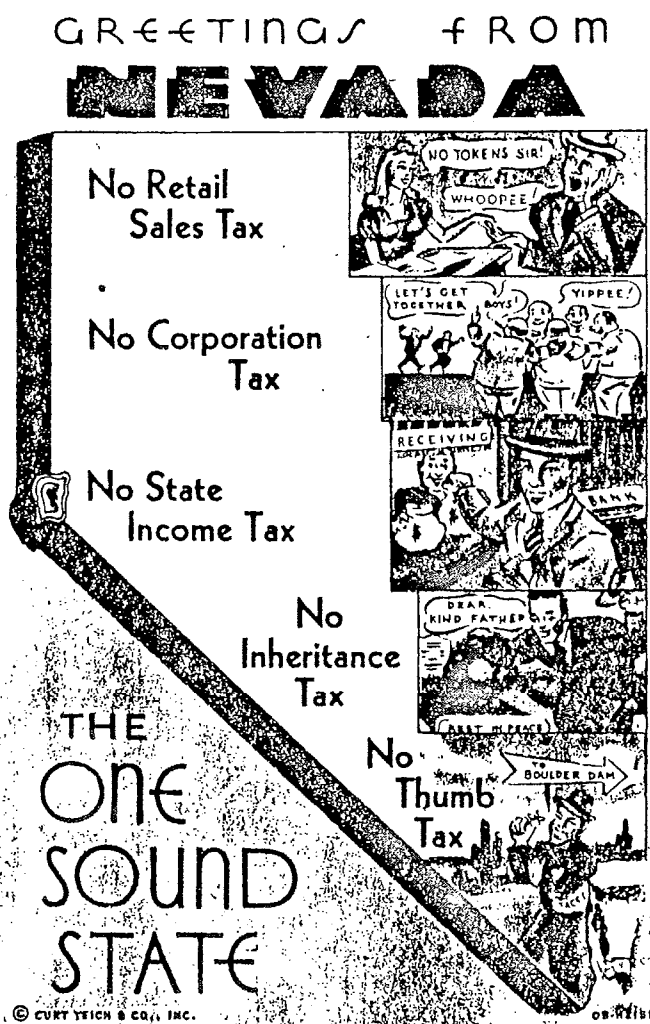 GREETINGS FROM
NEVADA
No Retail
Sales Tax
NO TOKENS SIR!
WHOOPEE!
No Corporation
Tax
LET'S GET
TOGETHER BOYS!
YIPPEE!
No State
Income Tax
RECEIVING
BANK
No
Inheritance
Tax
DEAR,
KIND FATHER
REST IN PEACE
No
Thumb
Tax
TO
BOULDER DAM
THE
ONE
SOUND
STATE
© CURT TEICH & CO., INC.